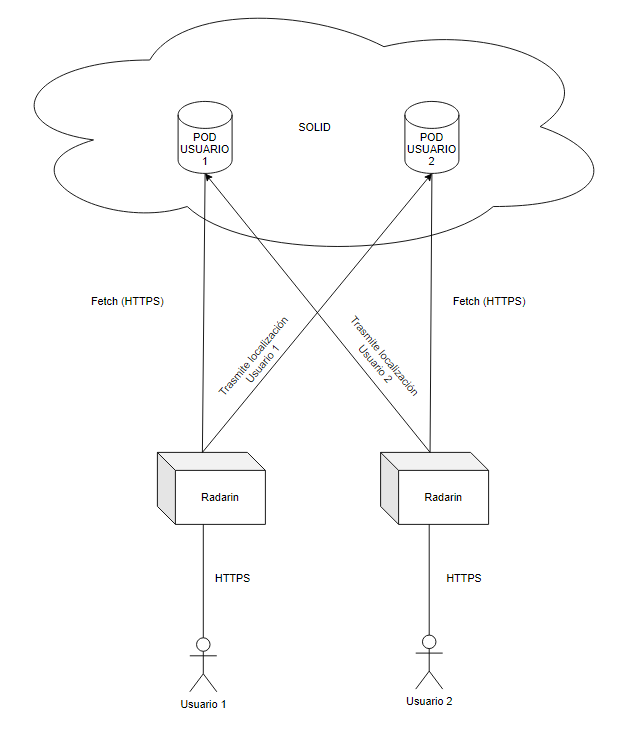 SOLID
POD
USUARIO
1
POD
USUARIO
2
Fetch (HTTPS)
Fetch (HTTPS)
Trasmite localización
Usuario 1
Trasmite localización
Usuario 2
Radarin
Radarin
HTTPS
HTTPS
Usuario 1
Usuario 2